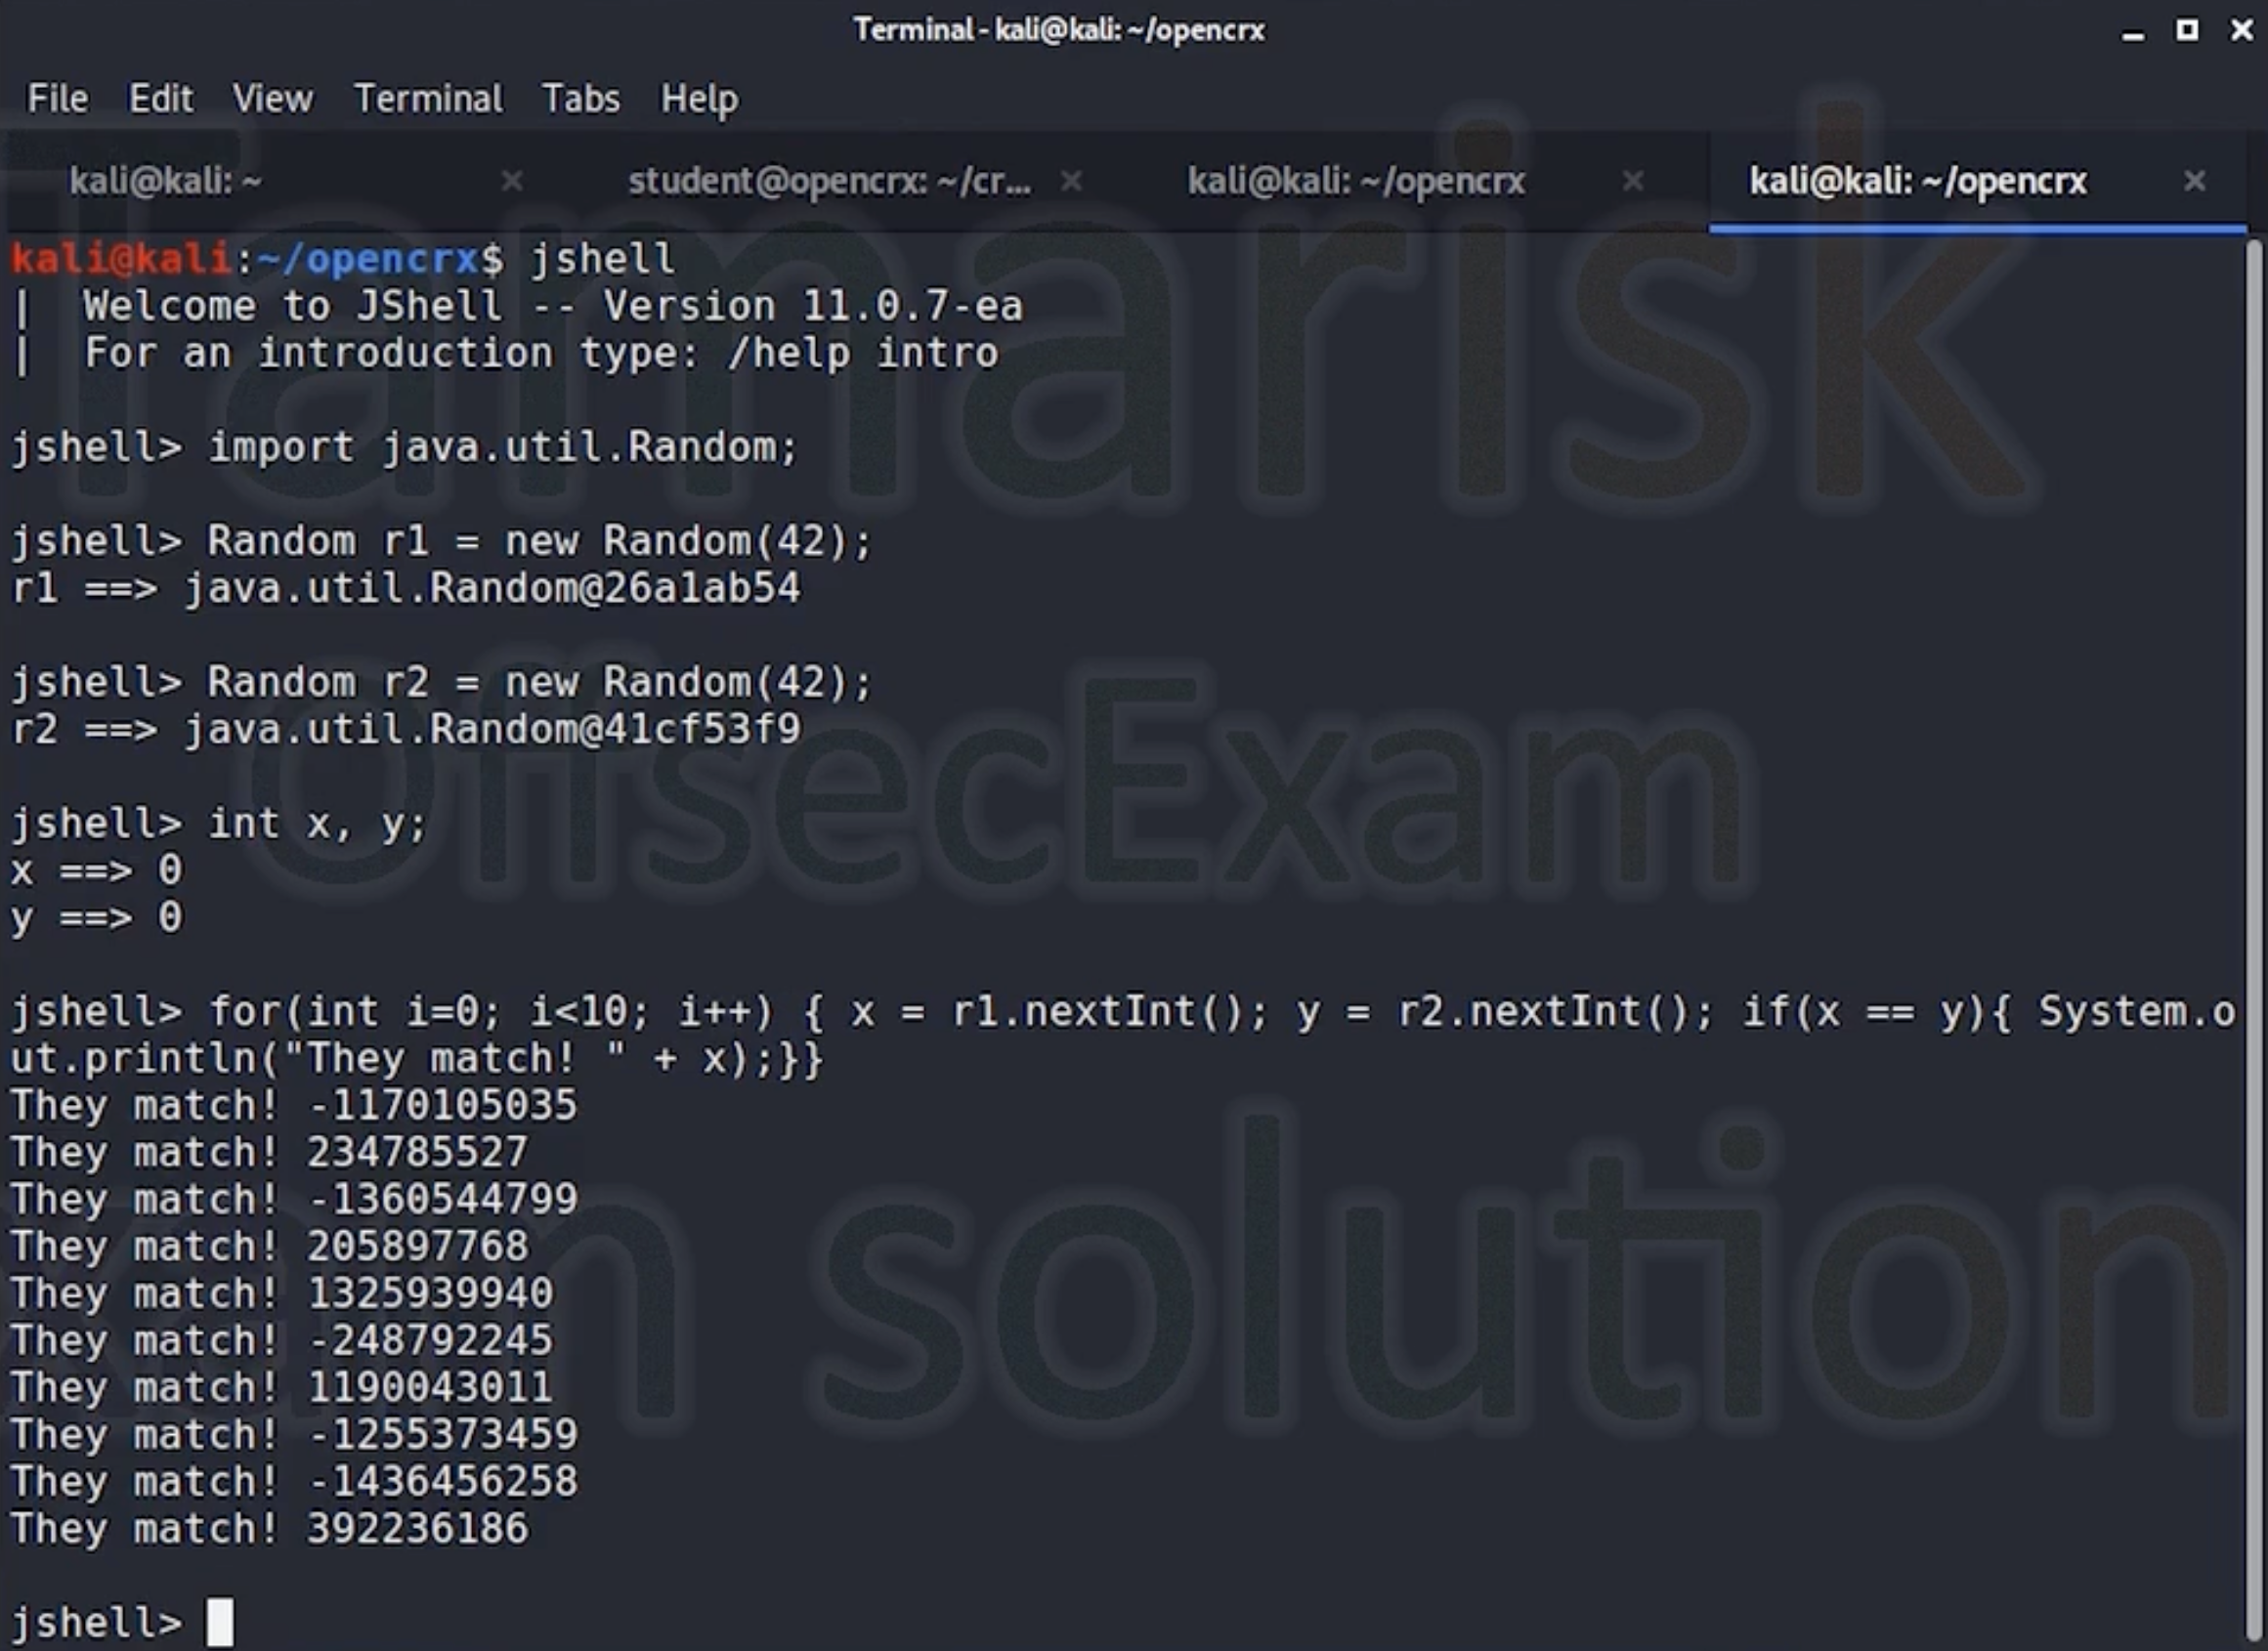 Terminal - kali@kali: ~/opencrx
File Edit View Terminal Tabs Help
kali@kali: ~ student@opencrx: ~/cr... kali@kali: ~/opencrx kali@kali: ~/opencrx
kali@kali:~/opencrx$ jshell
|  Welcome to JShell -- Version 11.0.7-ea
|  For an introduction type: /help intro
jshell> import java.util.Random;
jshell> Random r1 = new Random(42);
r1 ==> java.util.Random@26a1ab54
jshell> Random r2 = new Random(42);
r2 ==> java.util.Random@41cf53f9
jshell> int x, y;
x ==> 0
y ==> 0
jshell> for(int i=0; i<10; i++) { x = r1.nextInt(); y = r2.nextInt(); if(x == y){ System.o
ut.println("They match! " + x);}}
They match! -1170105035
They match! 234785527
They match! -1360544799
They match! 205897768
They match! 1325939940
They match! -248792245
They match! 1190043011
They match! -1255373459
They match! -1436456258
They match! 392236186
jshell>
Tamarisk
OffsecExam
solution